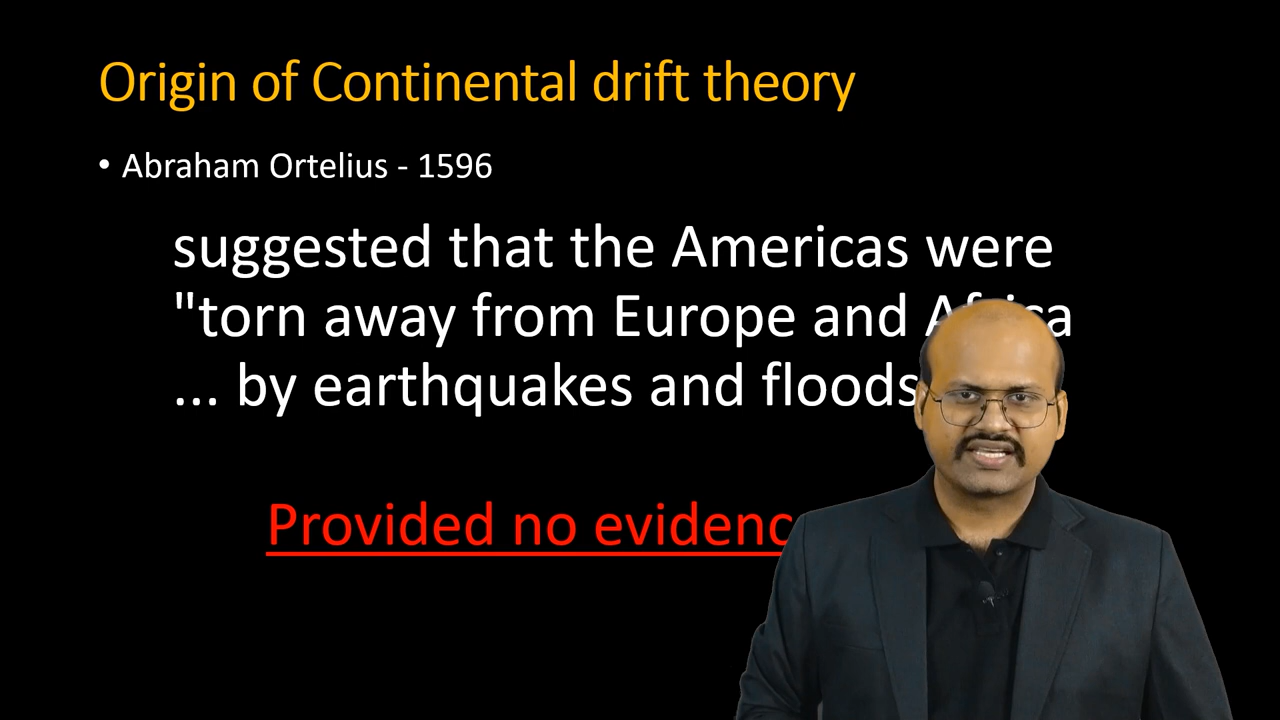 Origin of Continental drift theory
• Abraham Ortelius - 1596
suggested that the Americas were
"torn away from Europe and Africa
... by earthquakes and floods
Provided no